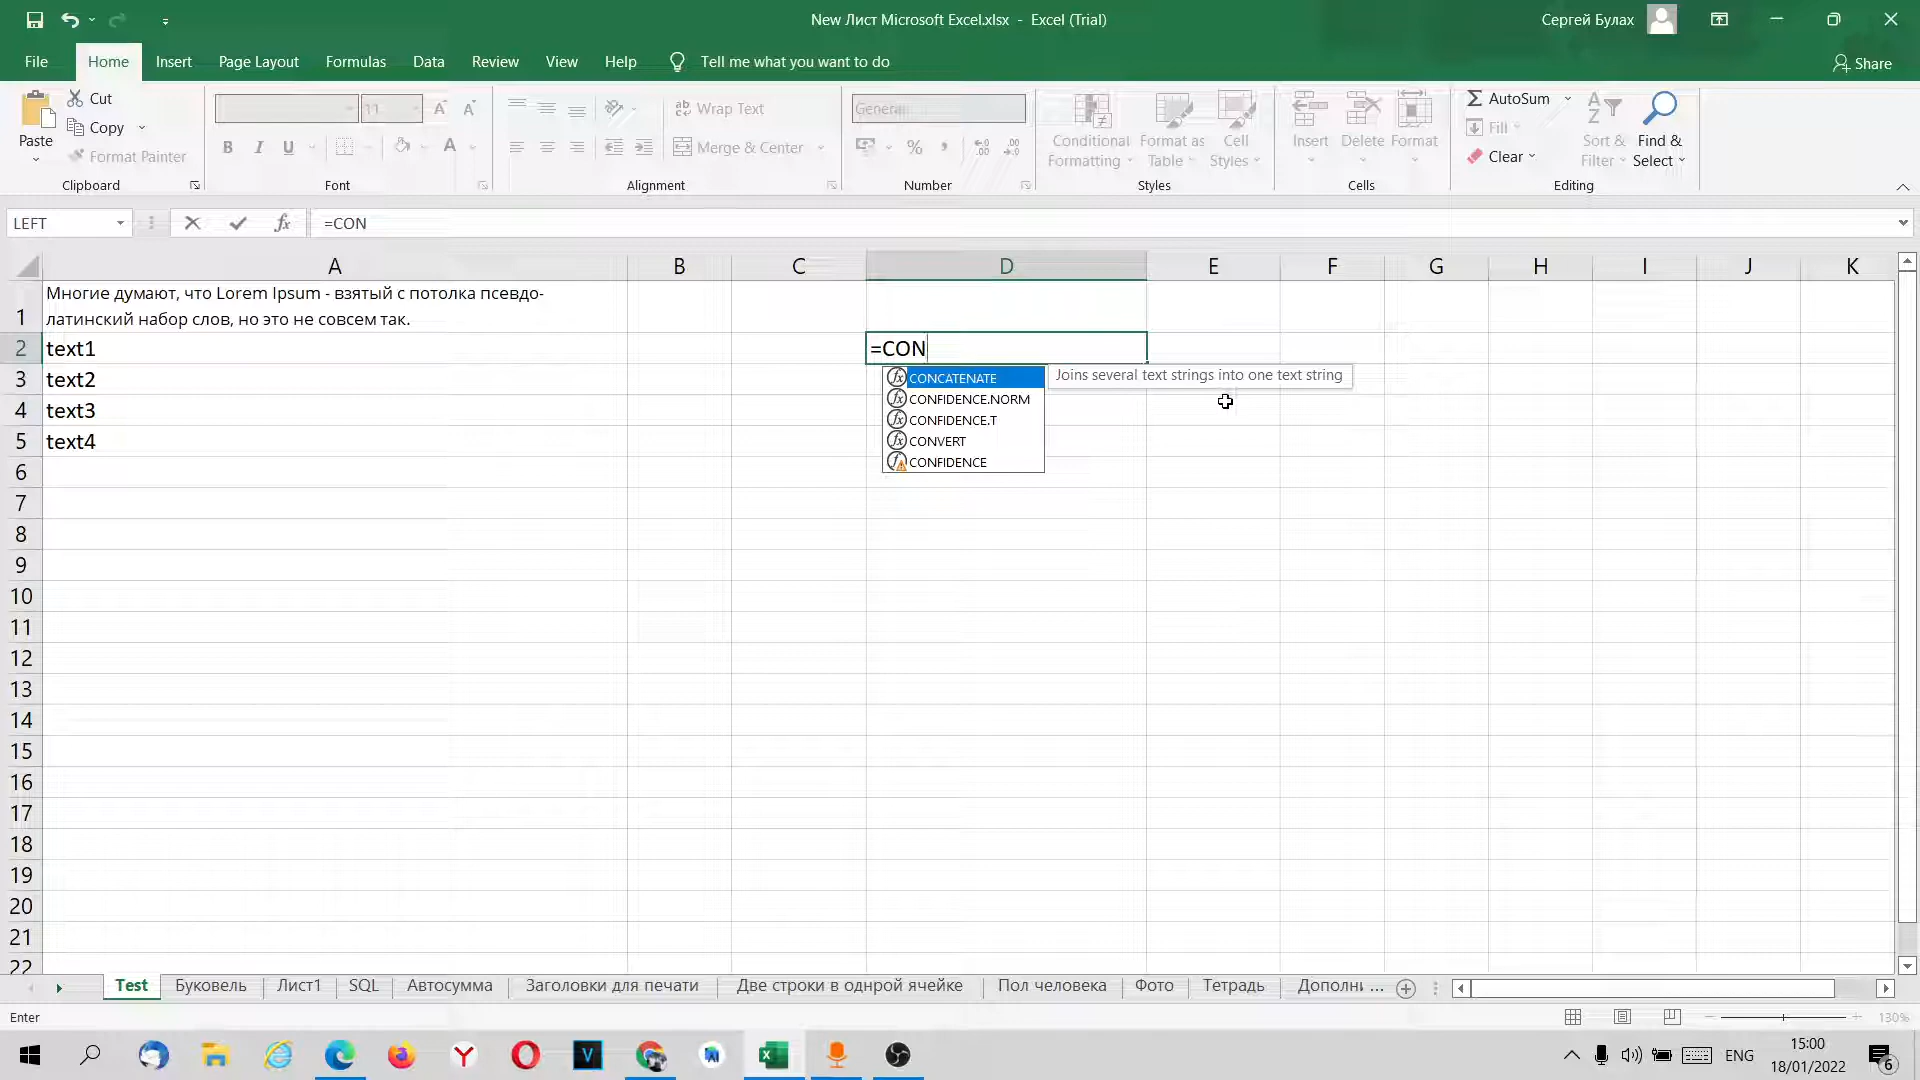 New Лист Microsoft Excel.xlsx - Excel (Trial)
Сергей Булах
File Home Insert Page Layout Formulas Data Review View Help Tell me what you want to do Share
Paste
Cut
Copy
Format Painter
Clipboard
11
B I U A
Font
ab Wrap Text
Merge & Center
Alignment
General
%
Number
Conditional Formatting
Format as Table
Cell Styles
Styles
Insert Delete Format
Cells
AutoSum
Fill
Clear
Sort & Filter
Find & Select
Editing
LEFT fx =CON
A B C D E F G H I J K
1 Многие думают, что Lorem Ipsum - взятый с потолка псевдо-
латинский набор слов, но это не совсем так.
2 text1 =CON
3 text2
4 text3
5 text4
CONCATENATE Joins several text strings into one text string
CONFIDENCE.NORM
CONFIDENCE.T
CONVERT
CONFIDENCE
6
7
8
9
10
11
12
13
14
15
16
17
18
19
20
21
22
Test Буковель Лист1 SQL Автосумма Заголовки для печати Две строки в однрой ячейке Пол человека Фото Тетрадь Дополни ...
Enter 130%
ENG
15:00
18/01/2022
6